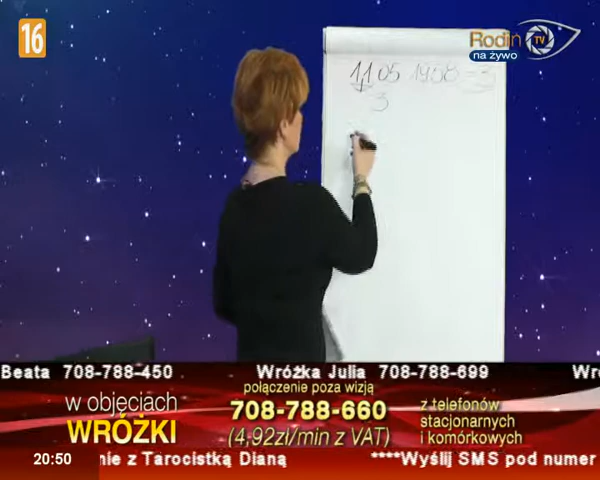 16
Rodin TV
na żywo
11 05 1958 = 3
3
Beata 708-788-450 Wróżka Julia 708-788-699
w objęciach
WRÓŻKI
połączenie poza wizją
708-788-660
(4,92zł/min z VAT)
z telefonów
stacjonarnych
i komórkowych
20:50
nie z Tarocistką Dianą ****Wyślij SMS pod numer